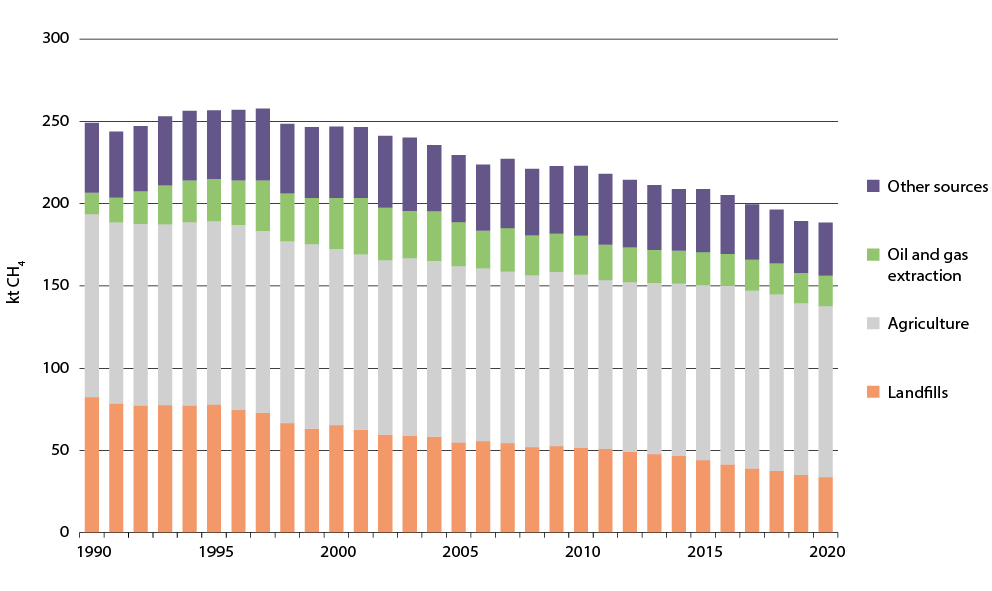 300
250
200
150
100
50
0
kt CH₄
1990 1995 2000 2005 2010 2015 2020
Other sources
Oil and gas
extraction
Agriculture
Landfills